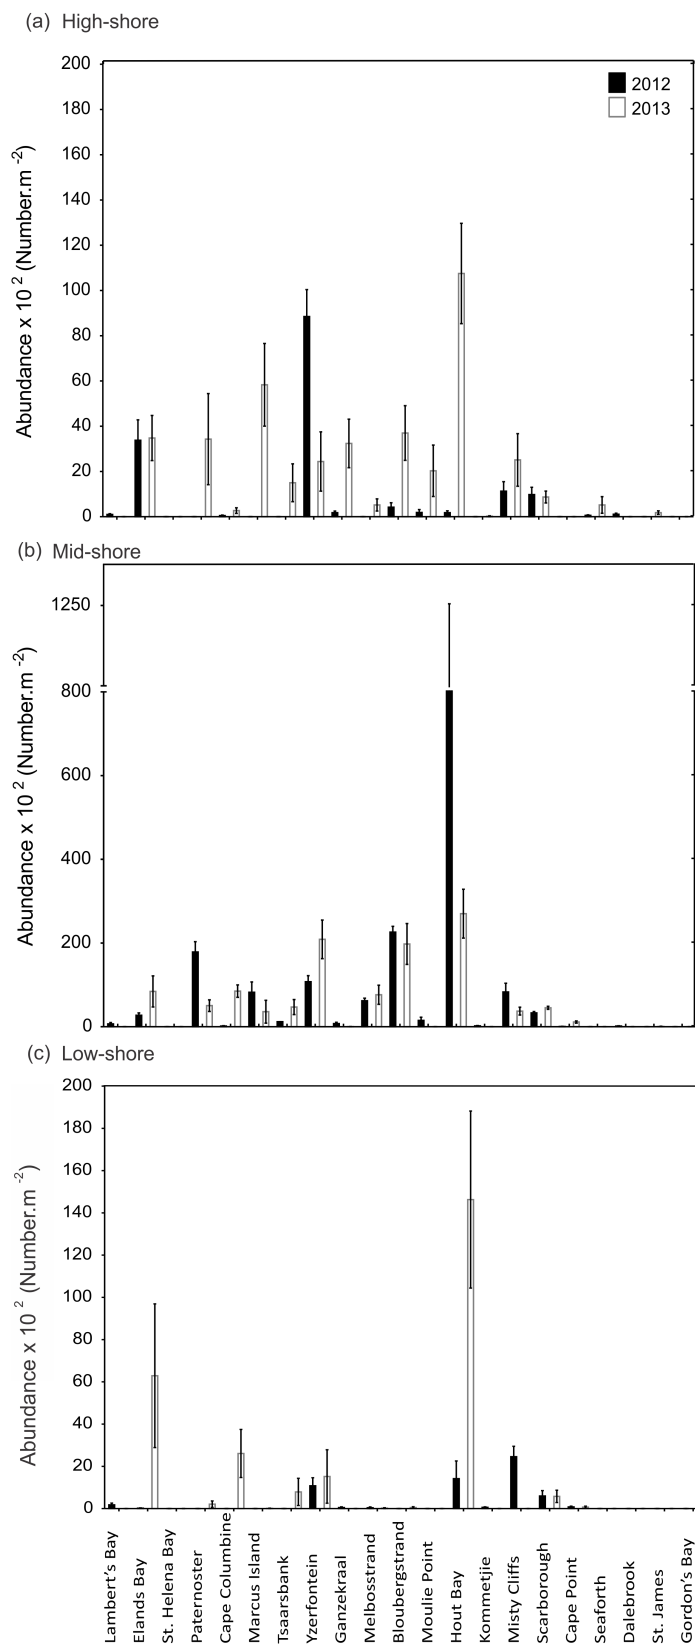 (a) High-shore
200
180
160
140
120
100
80
60
40
20
0
Abundance x 10 2 (Number.m -2)
2012
2013
(b) Mid-shore
1250
800
600
400
200
0
Abundance x 10 2 (Number.m -2)
(c) Low-shore
200
180
160
140
120
100
80
60
40
20
0
Abundance x 10 2 (Number.m -2)
Lambert's Bay
Elands Bay
St. Helena Bay
Paternoster
Cape Columbine
Marcus Island
Tsaarsbank
Yzerfontein
Ganzekraal
Melbosstrand
Bloubergstrand
Moulie Point
Hout Bay
Kommetjie
Misty Cliffs
Scarborough
Cape Point
Seaforth
Dalebrook
St. James
Gordon's Bay